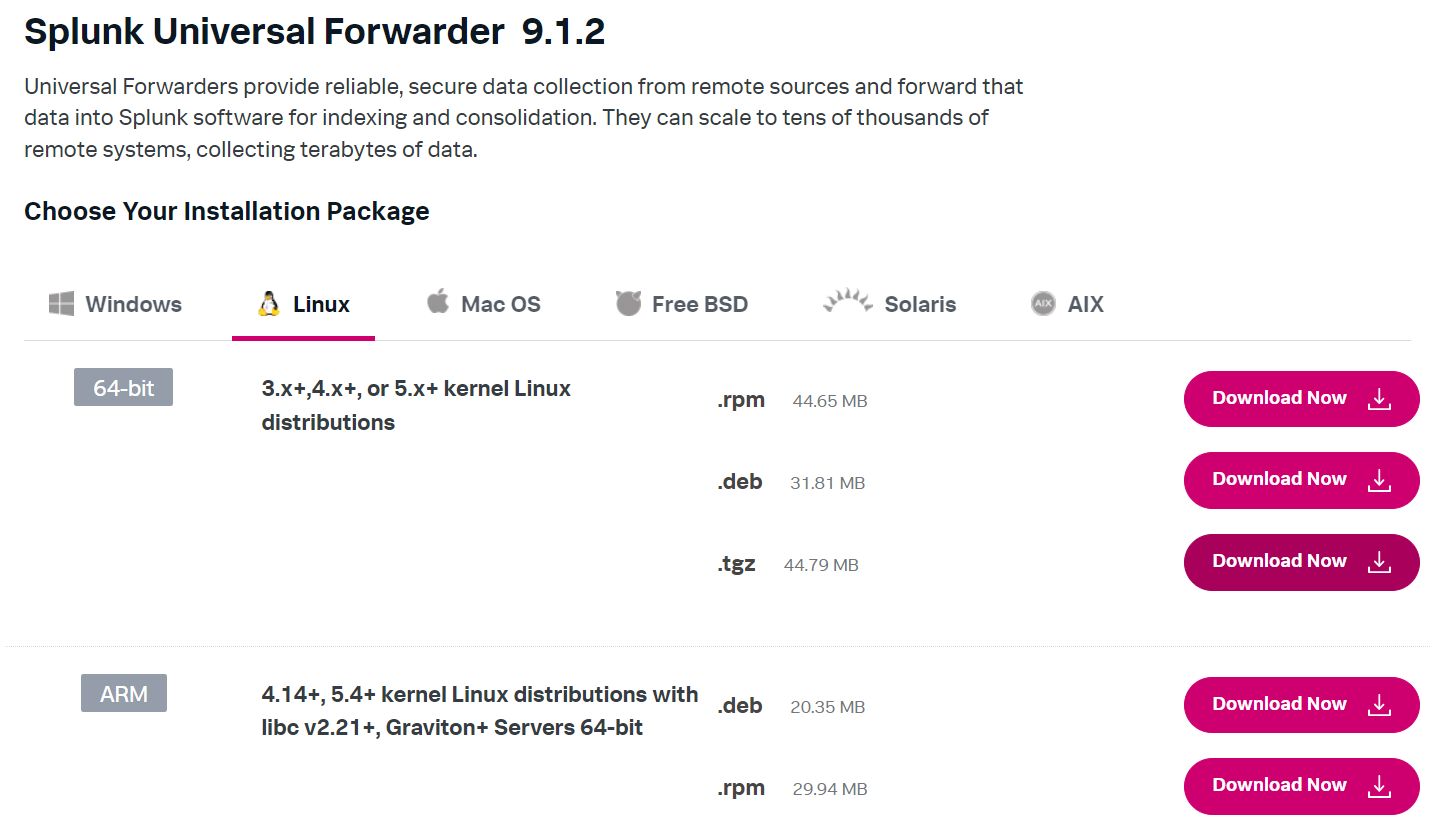 Splunk Universal Forwarder 9.1.2
Universal Forwarders provide reliable, secure data collection from remote sources and forward that
data into Splunk software for indexing and consolidation. They can scale to tens of thousands of
remote systems, collecting terabytes of data.
Choose Your Installation Package
Windows Linux Mac OS Free BSD Solaris AIX AIX
64-bit 3.x+,4.x+, or 5.x+ kernel Linux .rpm 44.65 MB Download Now
distributions
.deb 31.81 MB Download Now
.tgz 44.79 MB Download Now
ARM 4.14+, 5.4+ kernel Linux distributions with .deb 20.35 MB Download Now
libc v2.21+, Graviton+ Servers 64-bit
.rpm 29.94 MB Download Now